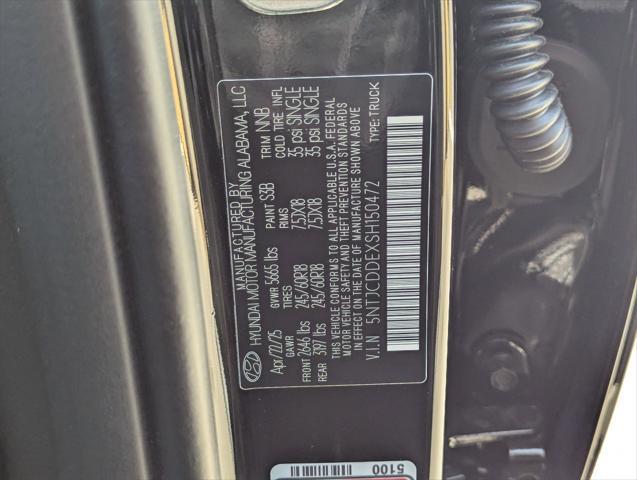 MANUFACTURED BY
HYUNDAI MOTOR MANUFACTURING ALABAMA, LLC
Apr/22/25 GVWR 5665 lbs PAINT S3B TRIM NNB
GAWR TIRES RIMS COLD TIRE INFL
FRONT 2646 lbs 245/60R18 7.5JX18 35 psi SINGLE
REAR 3197 lbs 245/60R18 7.5JX18 35 psi SINGLE
THIS VEHICLE CONFORMS TO ALL APPLICABLE U.S.A. FEDERAL
MOTOR VEHICLE SAFETY AND THEFT PREVENTION STANDARDS
IN EFFECT ON THE DATE OF MANUFACTURE SHOWN ABOVE
V.I.N 5NTJCDDEXSH150472 TYPE: TRUCK
5100